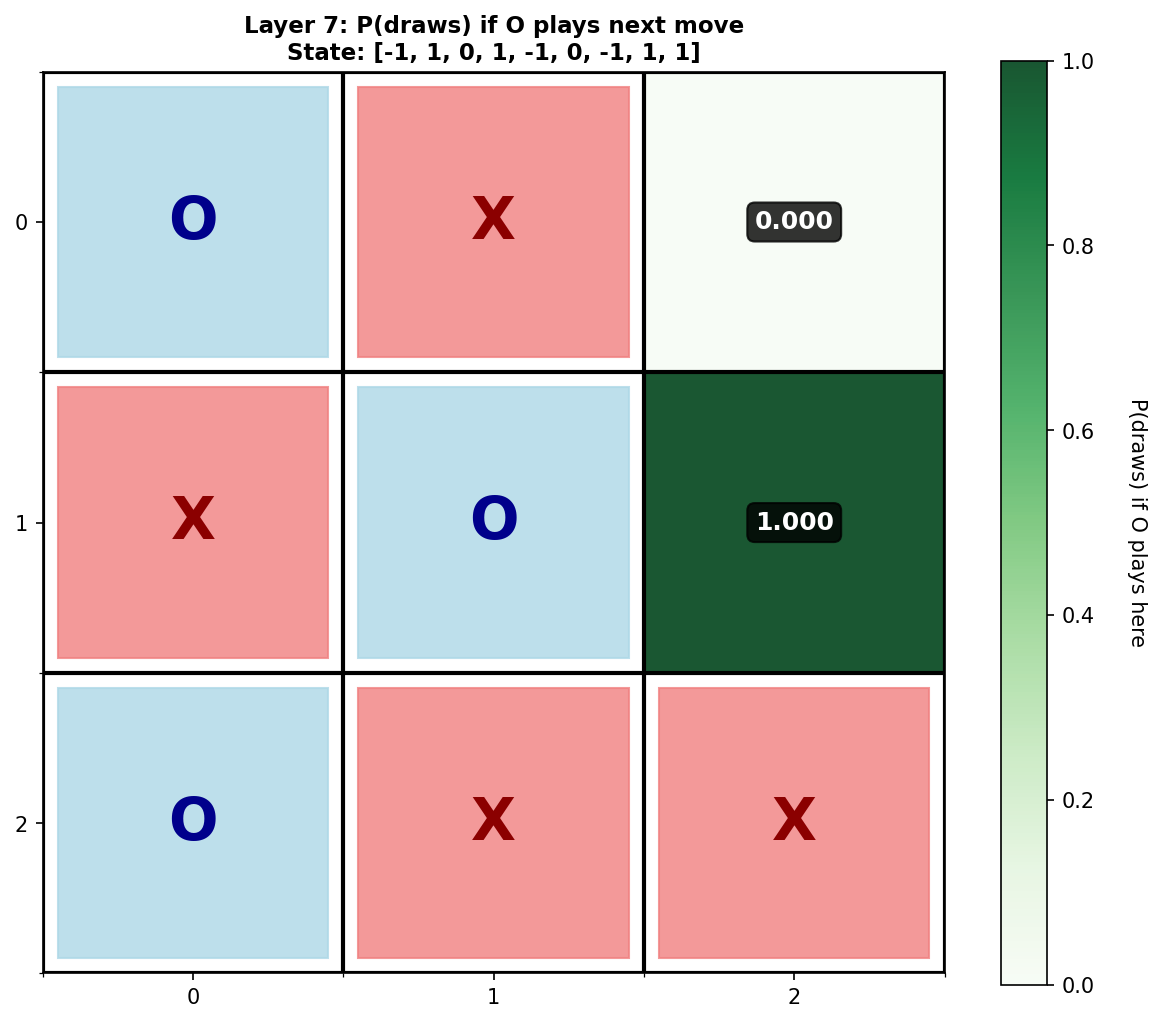 Layer 7: P(draws) if O plays next move
State: [-1, 1, 0, 1, -1, 0, -1, 1, 1]
O X 0.000
X O 1.000
O X X
0
1
2
0 1 2
1.0
0.8
0.6
0.4
0.2
0.0
P(draws) if O plays here